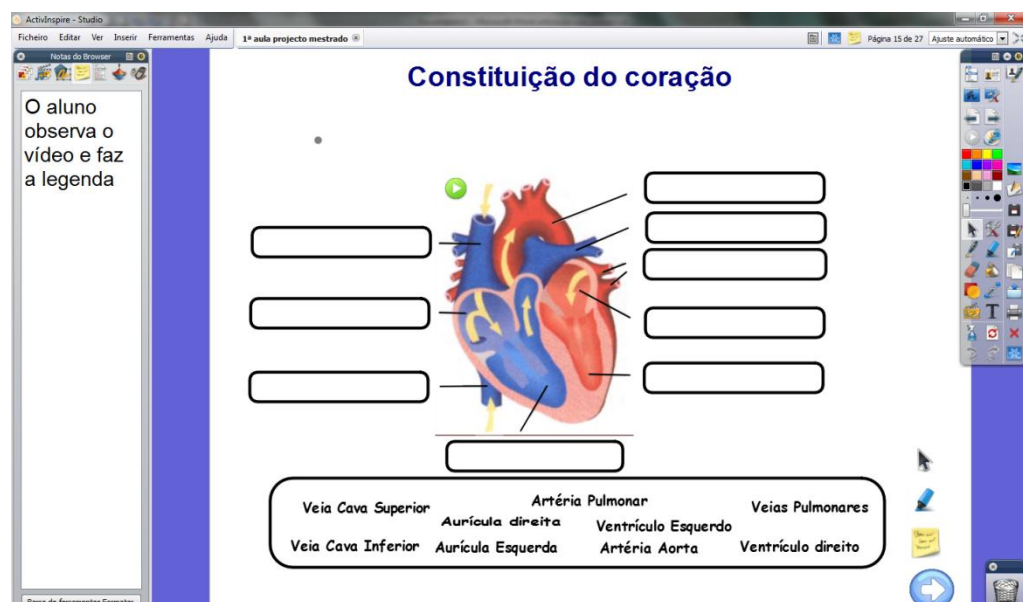 ActivInspire - Studio
Ficheiro Editar Ver Inserir Ferramentas Ajuda 1ª aula projecto mestrado Página 15 de 27 Ajuste automático
Notas do Browser
O aluno
observa o
vídeo e faz
a legenda
Constituição do coração
Veia Cava Superior Artéria Pulmonar Veias Pulmonares
Aurícula direita Ventrículo Esquerdo
Veia Cava Inferior Aurícula Esquerda Artéria Aorta Ventrículo direito